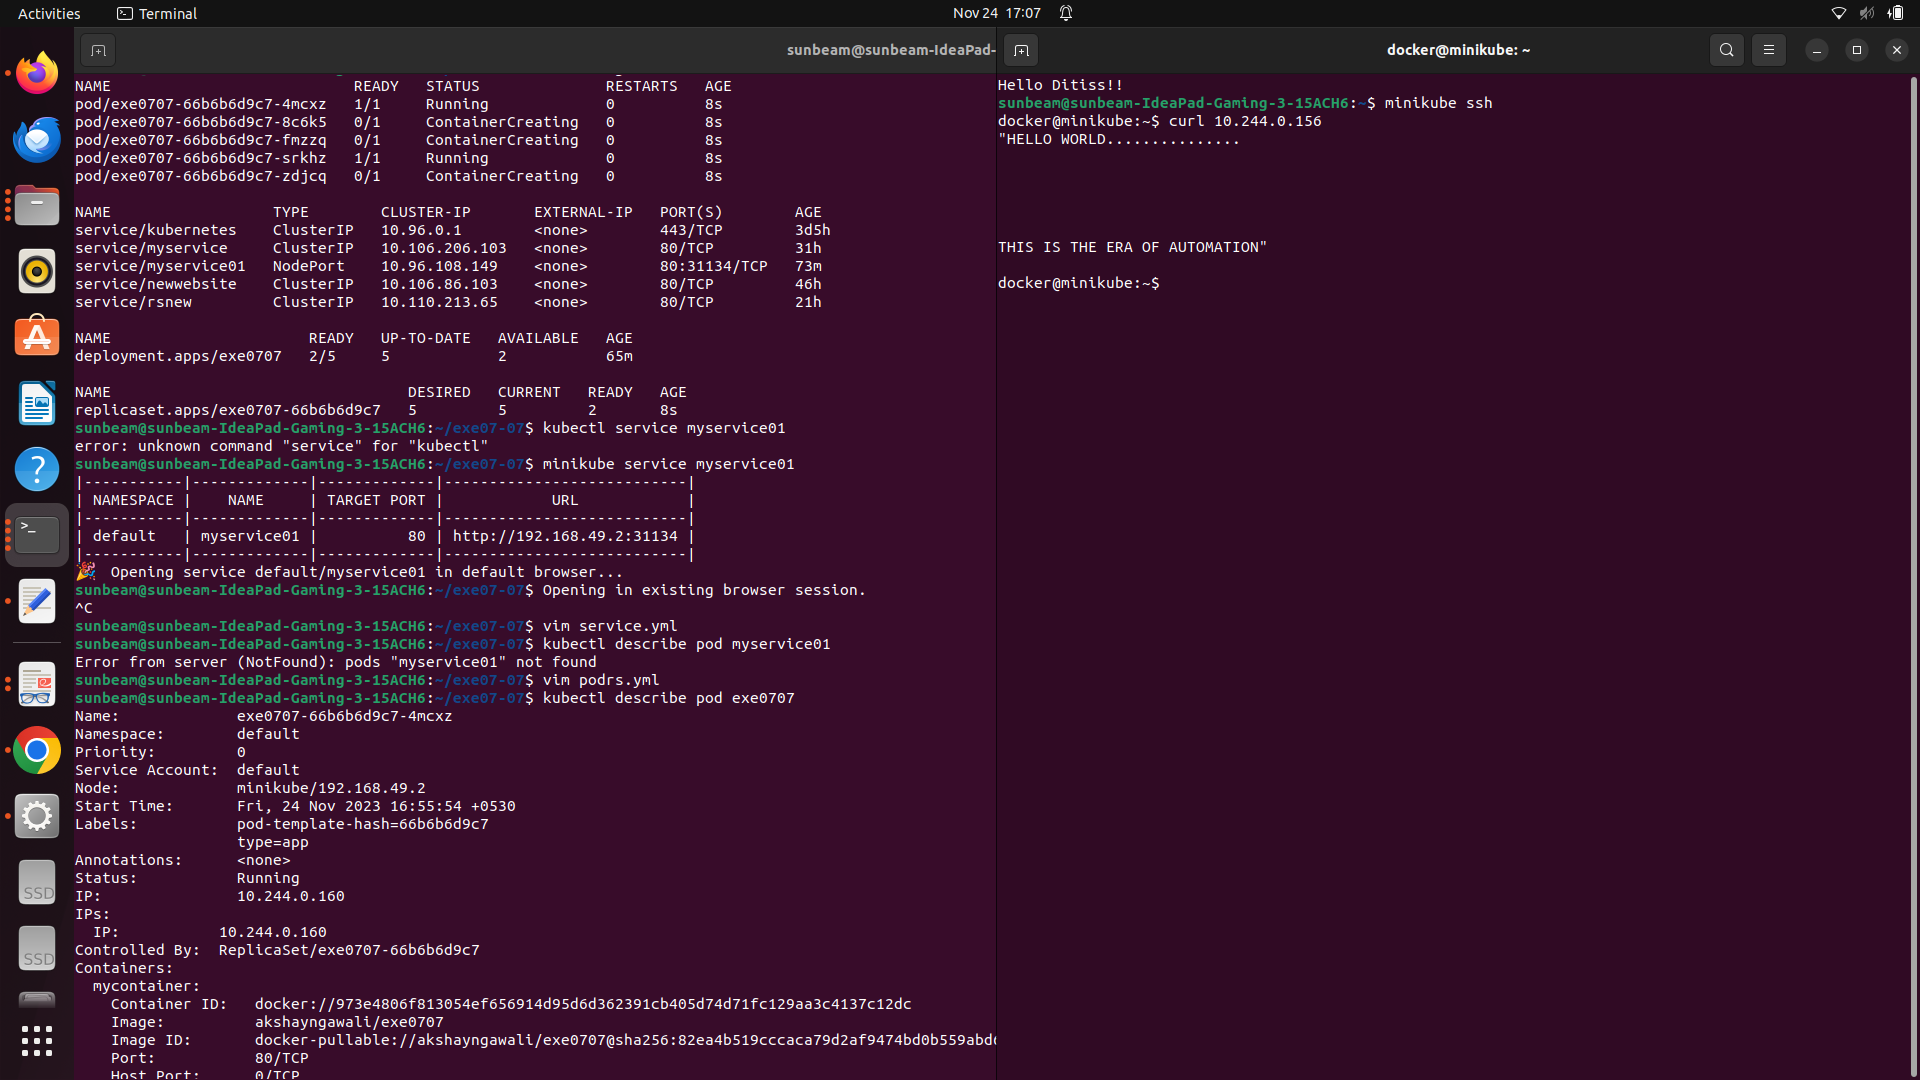 Activities
Terminal
Nov 24 17:07
sunbeam@sunbeam-IdeaPad-
NAME                           READY   STATUS              RESTARTS   AGE
pod/exe0707-66b6b6d9c7-4mcxz   1/1     Running             0          8s
pod/exe0707-66b6b6d9c7-8c6k5   0/1     ContainerCreating   0          8s
pod/exe0707-66b6b6d9c7-fmzzq   0/1     ContainerCreating   0          8s
pod/exe0707-66b6b6d9c7-srkhz   1/1     Running             0          8s
pod/exe0707-66b6b6d9c7-zdjcq   0/1     ContainerCreating   0          8s
NAME                  TYPE        CLUSTER-IP       EXTERNAL-IP   PORT(S)        AGE
service/kubernetes    ClusterIP   10.96.0.1        <none>        443/TCP        3d5h
service/myservice     ClusterIP   10.106.206.103   <none>        80/TCP         31h
service/myservice01   NodePort    10.96.108.149    <none>        80:31134/TCP   73m
service/newwebsite    ClusterIP   10.106.86.103    <none>        80/TCP         46h
service/rsnew         ClusterIP   10.110.213.65    <none>        80/TCP         21h
NAME                      READY   UP-TO-DATE   AVAILABLE   AGE
deployment.apps/exe0707   2/5     5            2           65m
NAME                                 DESIRED   CURRENT   READY   AGE
replicaset.apps/exe0707-66b6b6d9c7   5         5         2       8s
sunbeam@sunbeam-IdeaPad-Gaming-3-15ACH6:~/exe07-07$ kubectl service myservice01
error: unknown command "service" for "kubectl"
sunbeam@sunbeam-IdeaPad-Gaming-3-15ACH6:~/exe07-07$ minikube service myservice01
|-----------|-------------|-------------|---------------------------|
| NAMESPACE |    NAME     | TARGET PORT |            URL            |
|-----------|-------------|-------------|---------------------------|
| default   | myservice01 |          80 | http://192.168.49.2:31134 |
|-----------|-------------|-------------|---------------------------|
🎉  Opening service default/myservice01 in default browser...
sunbeam@sunbeam-IdeaPad-Gaming-3-15ACH6:~/exe07-07$ Opening in existing browser session.
^C
sunbeam@sunbeam-IdeaPad-Gaming-3-15ACH6:~/exe07-07$ vim service.yml
sunbeam@sunbeam-IdeaPad-Gaming-3-15ACH6:~/exe07-07$ kubectl describe pod myservice01
Error from server (NotFound): pods "myservice01" not found
sunbeam@sunbeam-IdeaPad-Gaming-3-15ACH6:~/exe07-07$ vim podrs.yml
sunbeam@sunbeam-IdeaPad-Gaming-3-15ACH6:~/exe07-07$ kubectl describe pod exe0707
Name:             exe0707-66b6b6d9c7-4mcxz
Namespace:        default
Priority:         0
Service Account:  default
Node:             minikube/192.168.49.2
Start Time:       Fri, 24 Nov 2023 16:55:54 +0530
Labels:           pod-template-hash=66b6b6d9c7
                  type=app
Annotations:      <none>
Status:           Running
IP:               10.244.0.160
IPs:
  IP:           10.244.0.160
Controlled By:  ReplicaSet/exe0707-66b6b6d9c7
Containers:
  mycontainer:
    Container ID:   docker://973e4806f813054ef656914d95d6d362391cb405d74d71fc129aa3c4137c12dc
    Image:          akshayngawali/exe0707
    Image ID:       docker-pullable://akshayngawali/exe0707@sha256:82ea4b519cccaca79d2af9474bd0b559abd
    Port:           80/TCP
    Host Port:      0/TCP
docker@minikube: ~
Hello Ditiss!!
sunbeam@sunbeam-IdeaPad-Gaming-3-15ACH6:~$ minikube ssh
docker@minikube:~$ curl 10.244.0.156
"HELLO WORLD...............
THIS IS THE ERA OF AUTOMATION"
docker@minikube:~$
SSD
SSD